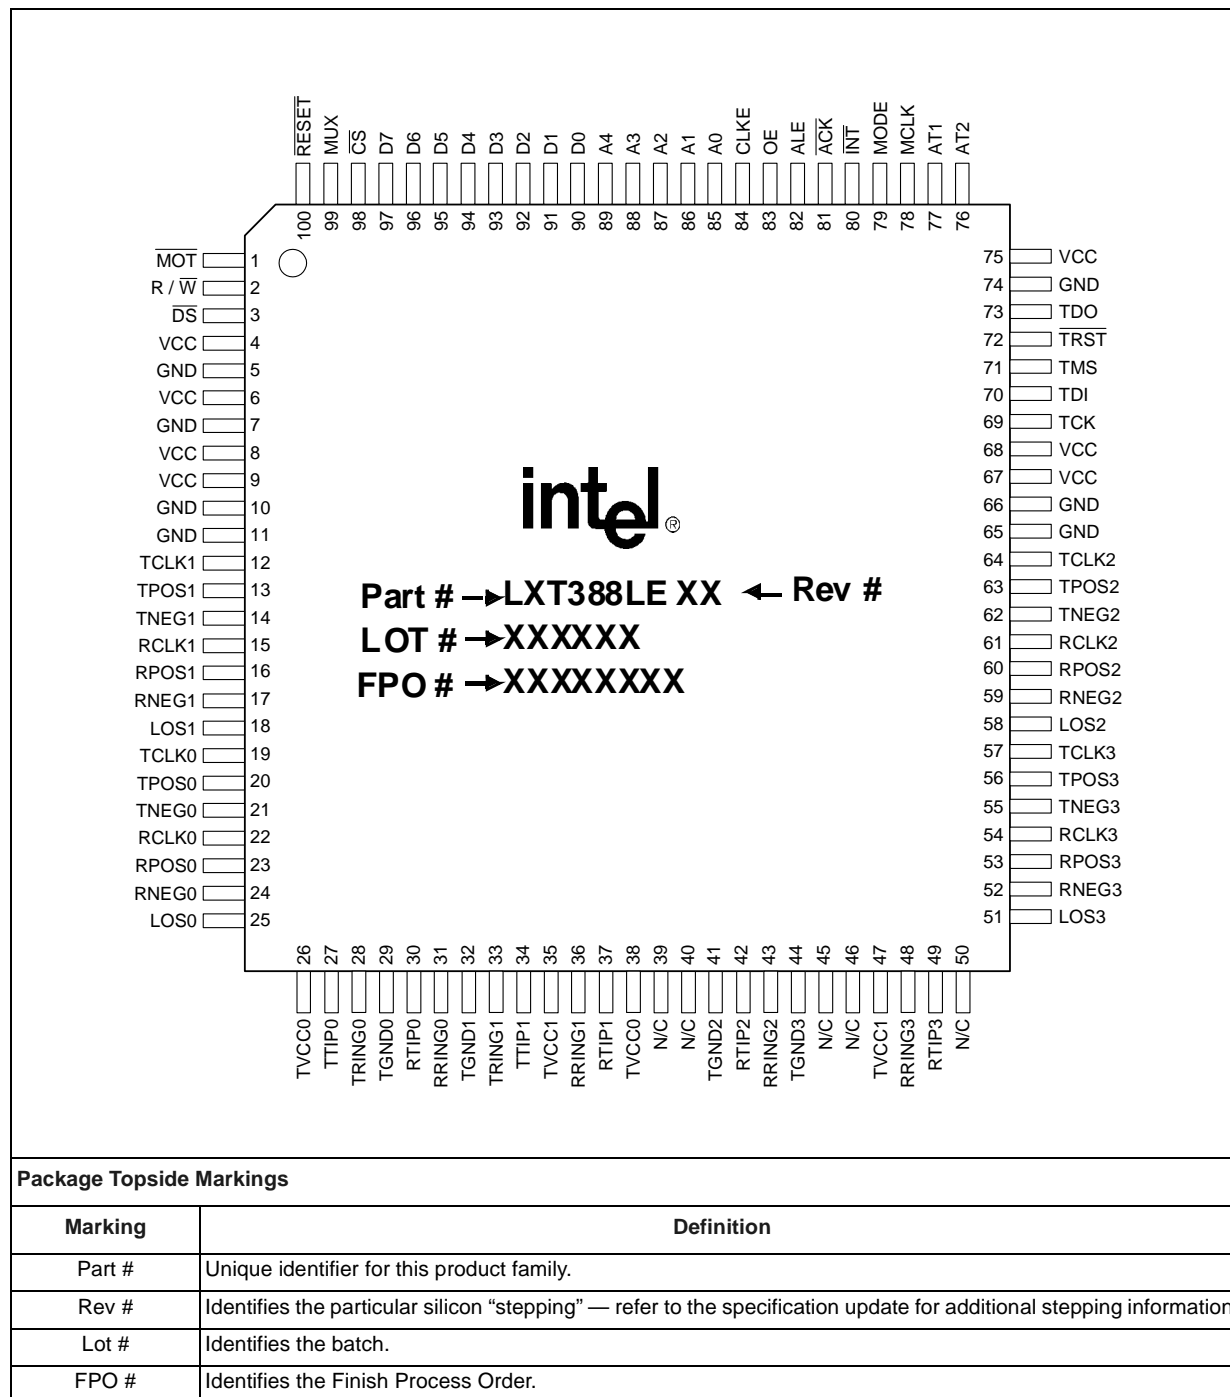 RESET MUX CS D7 D6 D5 D4 D3 D2 D1 D0 A4 A3 A2 A1 A0 CLKE OE ALE ACK INT MODE MCLK AT1 AT2
100 99 98 97 96 95 94 93 92 91 90 89 88 87 86 85 84 83 82 81 80 79 78 77 76
MOT 1
R / W 2
DS 3
VCC 4
GND 5
VCC 6
GND 7
VCC 8
VCC 9
GND 10
GND 11
TCLK1 12
TPOS1 13
TNEG1 14
RCLK1 15
RPOS1 16
RNEG1 17
LOS1 18
TCLK0 19
TPOS0 20
TNEG0 21
RCLK0 22
RPOS0 23
RNEG0 24
LOS0 25
intel®
Part # LXT388LE XX Rev #
LOT # XXXXXX
FPO # XXXXXXXX
75 VCC
74 GND
73 TDO
72 TRST
71 TMS
70 TDI
69 TCK
68 VCC
67 VCC
66 GND
65 GND
64 TCLK2
63 TPOS2
62 TNEG2
61 RCLK2
60 RPOS2
59 RNEG2
58 LOS2
57 TCLK3
56 TPOS3
55 TNEG3
54 RCLK3
53 RPOS3
52 RNEG3
51 LOS3
26 27 28 29 30 31 32 33 34 35 36 37 38 39 40 41 42 43 44 45 46 47 48 49 50
TVCC0 TTIP0 TRING0 TGND0 RTIP0 RRING0 TGND1 TRING1 TTIP1 TVCC1 RRING1 RTIP1 TVCC0 N/C N/C TGND2 RTIP2 RRING2 TGND3 N/C N/C TVCC1 RRING3 RTIP3 N/C
Package Topside Markings
Marking Definition
Part # Unique identifier for this product family.
Rev # Identifies the particular silicon “stepping” — refer to the specification update for additional stepping information
Lot # Identifies the batch.
FPO # Identifies the Finish Process Order.